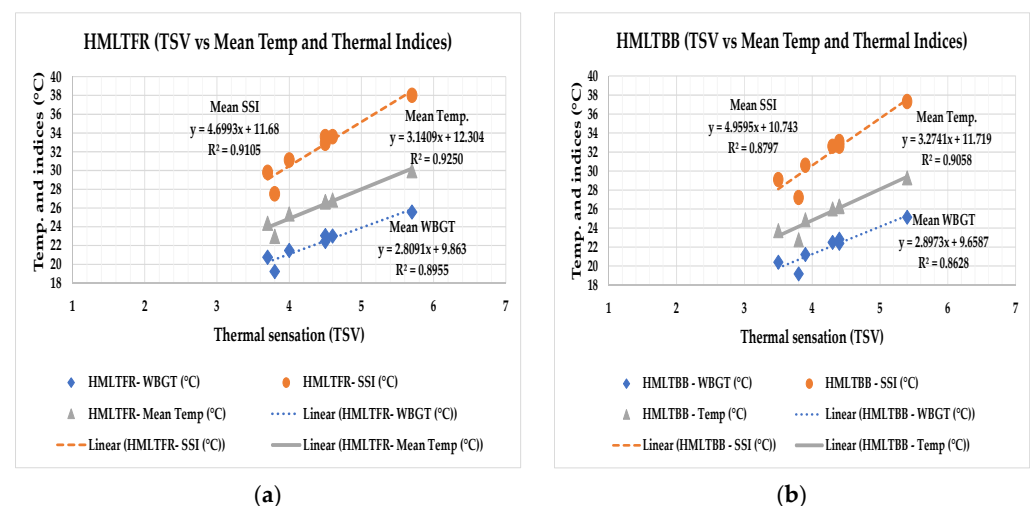 HMLTFR (TSV vs Mean Temp and Thermal Indices)
Temp. and indices (°C)
40
38
36
34
32
30
28
26
24
22
20
18
Mean SSI
y = 4.6993x + 11.68
R² = 0.9105
Mean Temp.
y = 3.1409x + 12.304
R² = 0.9250
Mean WBGT
y = 2.8091x + 9.863
R² = 0.8955
1 2 3 4 5 6 7
Thermal sensation (TSV)
HMLTFR- WBGT (°C) HMLTFR- SSI (°C)
HMLTFR- Mean Temp (°C) Linear (HMLTFR- WBGT (°C))
Linear (HMLTFR- SSI (°C)) Linear (HMLTFR- Mean Temp (°C))
(a)
HMLTBB (TSV vs Mean Temp and Thermal Indices)
Temp. and indices (°C)
40
38
36
34
32
30
28
26
24
22
20
18
Mean SSI
y = 4.9595x + 10.743
R² = 0.8797
Mean Temp.
y = 3.2741x + 11.719
R² = 0.9058
Mean WBGT
y = 2.8973x + 9.6587
R² = 0.8628
1 2 3 4 5 6 7
Thermal sensation (TSV)
HMLTBB - WBGT (°C) HMLTBB - SSI (°C)
HMLTBB - Temp (°C) Linear (HMLTBB - WBGT (°C))
Linear (HMLTBB - SSI (°C)) Linear (HMLTBB - Temp (°C))
(b)